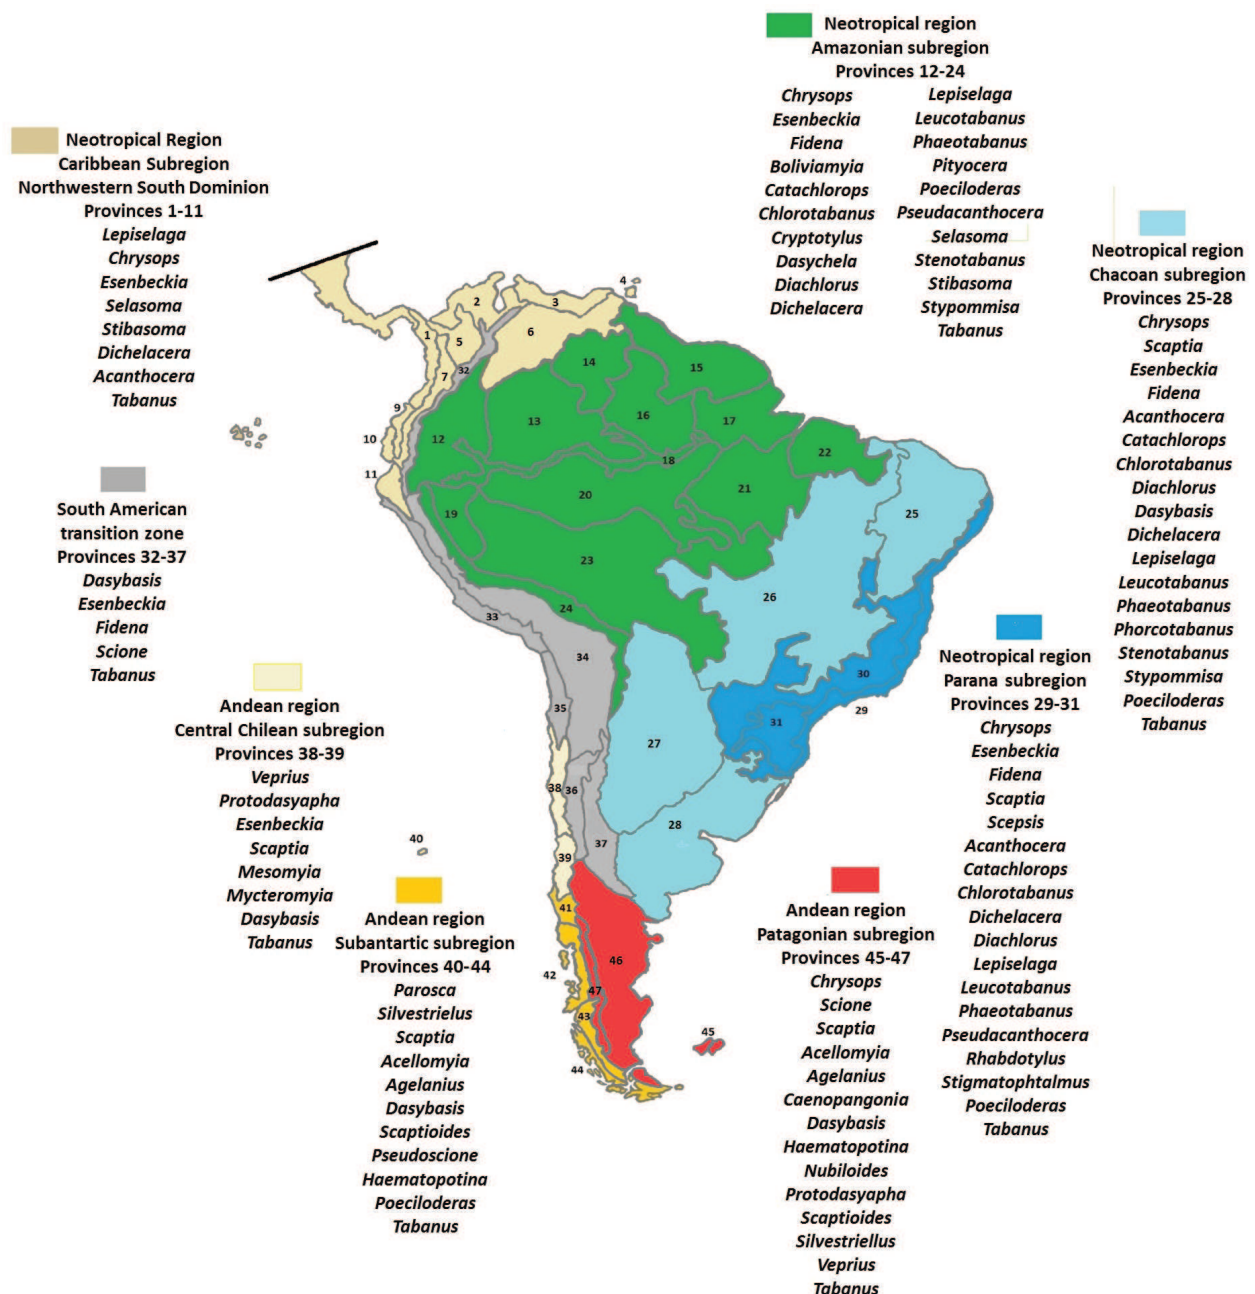 Neotropical region
Amazonian subregion
Provinces 12-24
Chrysops
Esenbeckia
Fidena
Boliviamyia
Catachlorops
Chlorotabanus
Cryptotylus
Dasychela
Diachlorus
Dichelacera
Lepiselaga
Leucotabanus
Phaeotabanus
Pityocera
Poeciloderas
Pseudacanthocera
Selasoma
Stenotabanus
Stibasoma
Stypommisa
Tabanus
Neotropical Region
Caribbean Subregion
Northwestern South Dominion
Provinces 1-11
Lepiselaga
Chrysops
Esenbeckia
Selasoma
Stibasoma
Dichelacera
Acanthocera
Tabanus
Neotropical region
Chacoan subregion
Provinces 25-28
Chrysops
Scaptia
Esenbeckia
Fidena
Acanthocera
Catachlorops
Chlorotabanus
Diachlorus
Dasybasis
Dichelacera
Lepiselaga
Leucotabanus
Phaeotabanus
Phorcotabanus
Stenotabanus
Stypommisa
Poeciloderas
Tabanus
South American
transition zone
Provinces 32-37
Dasybasis
Esenbeckia
Fidena
Scione
Tabanus
Andean region
Central Chilean subregion
Provinces 38-39
Veprius
Protodasyapha
Esenbeckia
Scaptia
Mesomyia
Mycteromyia
Dasybasis
Tabanus
Neotropical region
Parana subregion
Provinces 29-31
Chrysops
Esenbeckia
Fidena
Scaptia
Scepsis
Acanthocera
Catachlorops
Chlorotabanus
Dichelacera
Diachlorus
Lepiselaga
Leucotabanus
Phaeotabanus
Pseudacanthocera
Rhabdotylus
Stigmatophtalmus
Poeciloderas
Tabanus
Andean region
Subantartic subregion
Provinces 40-44
Parosca
Silvestrielus
Scaptia
Acellomyia
Agelanius
Dasybasis
Scaptioides
Pseudoscione
Haematopotina
Poeciloderas
Tabanus
Andean region
Patagonian subregion
Provinces 45-47
Chrysops
Scione
Scaptia
Acellomyia
Agelanius
Caenopangonia
Dasybasis
Haematopotina
Nubiloides
Protodasyapha
Scaptioides
Silvestriellus
Veprius
Tabanus
4
2
3
1
5
6
7
32
14
15
9
16
17
10
12
13
18
22
11
20
21
25
19
23
26
24
33
34
30
29
35
31
27
38
36
28
40
37
39
41
46
42
47
43
45
44